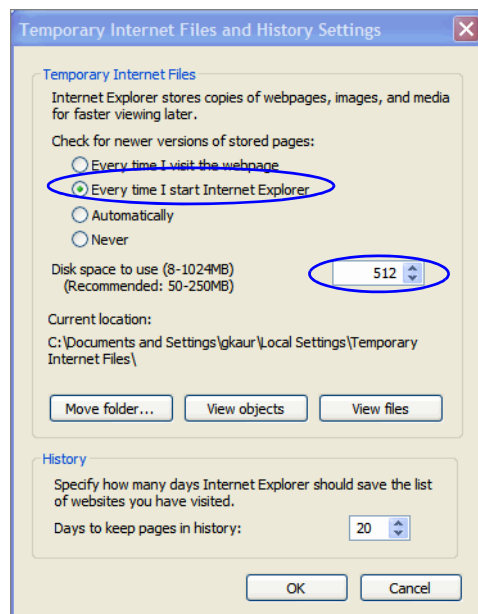 Temporary Internet Files and History Settings
Temporary Internet Files
Internet Explorer stores copies of webpages, images, and media
for faster viewing later.
Check for newer versions of stored pages:
Every time I visit the webpage
Every time I start Internet Explorer
Automatically
Never
Disk space to use (8-1024MB) 512
(Recommended: 50-250MB)
Current location:
C:\Documents and Settings\gkaur\Local Settings\Temporary
Internet Files\
Move folder... View objects View files
History
Specify how many days Internet Explorer should save the list
of websites you have visited.
Days to keep pages in history: 20
OK Cancel